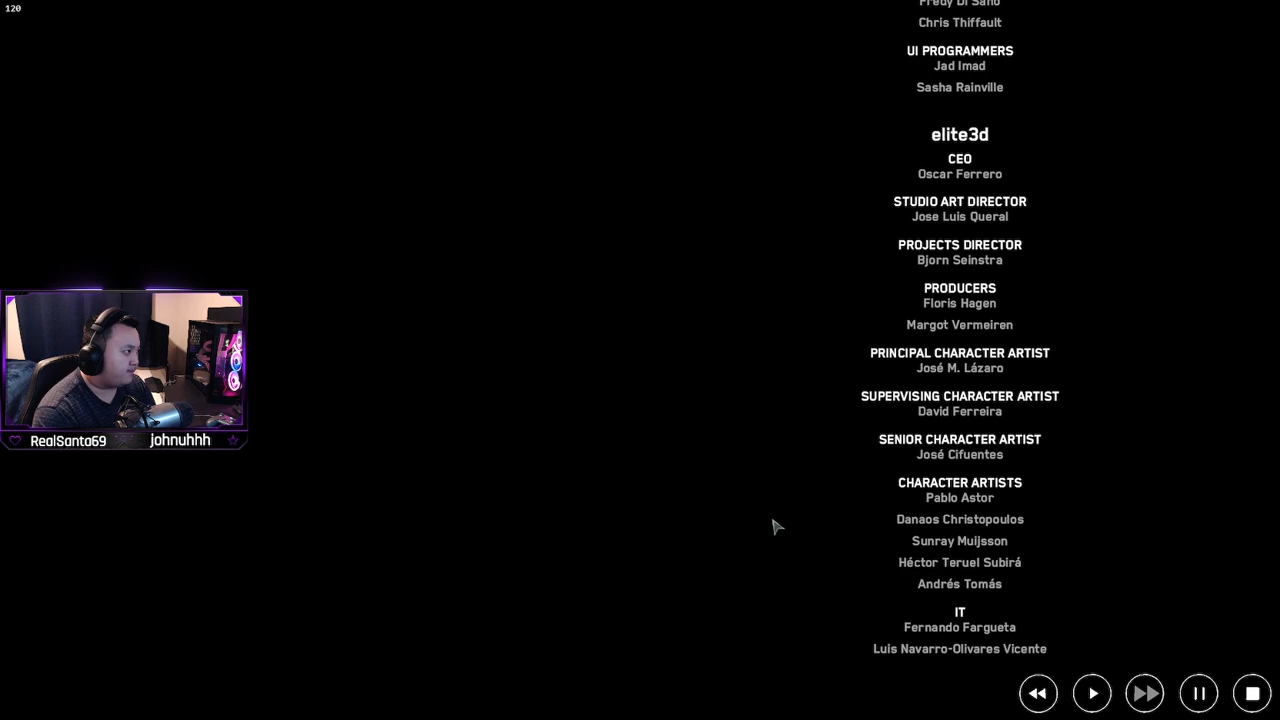 120
Fredy Di Sano
Chris Thiffault
UI PROGRAMMERS
Jad Imad
Sasha Rainville
elite3d
CEO
Oscar Ferrero
STUDIO ART DIRECTOR
Jose Luis Queral
PROJECTS DIRECTOR
Bjorn Seinstra
PRODUCERS
Floris Hagen
Margot Vermeiren
PRINCIPAL CHARACTER ARTIST
José M. Lázaro
SUPERVISING CHARACTER ARTIST
David Ferreira
SENIOR CHARACTER ARTIST
José Cifuentes
CHARACTER ARTISTS
Pablo Astor
Danaos Christopoulos
Sunray Muijsson
Héctor Teruel Subirá
Andrés Tomás
IT
Fernando Fargueta
Luis Navarro-Olivares Vicente
RealSanta69 johnuhhh